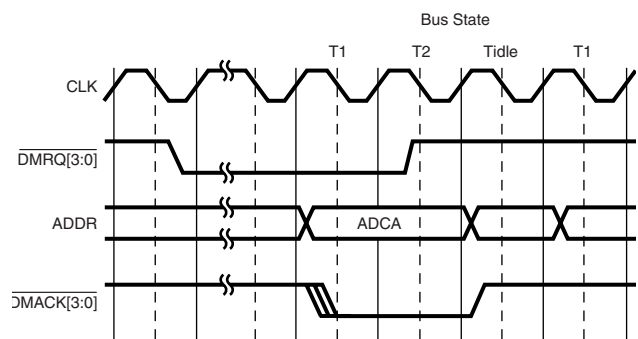 Bus State
T1 T2 Tidle T1
CLK
DMRQ[3:0]
ADDR
ADCA
DMACK[3:0]